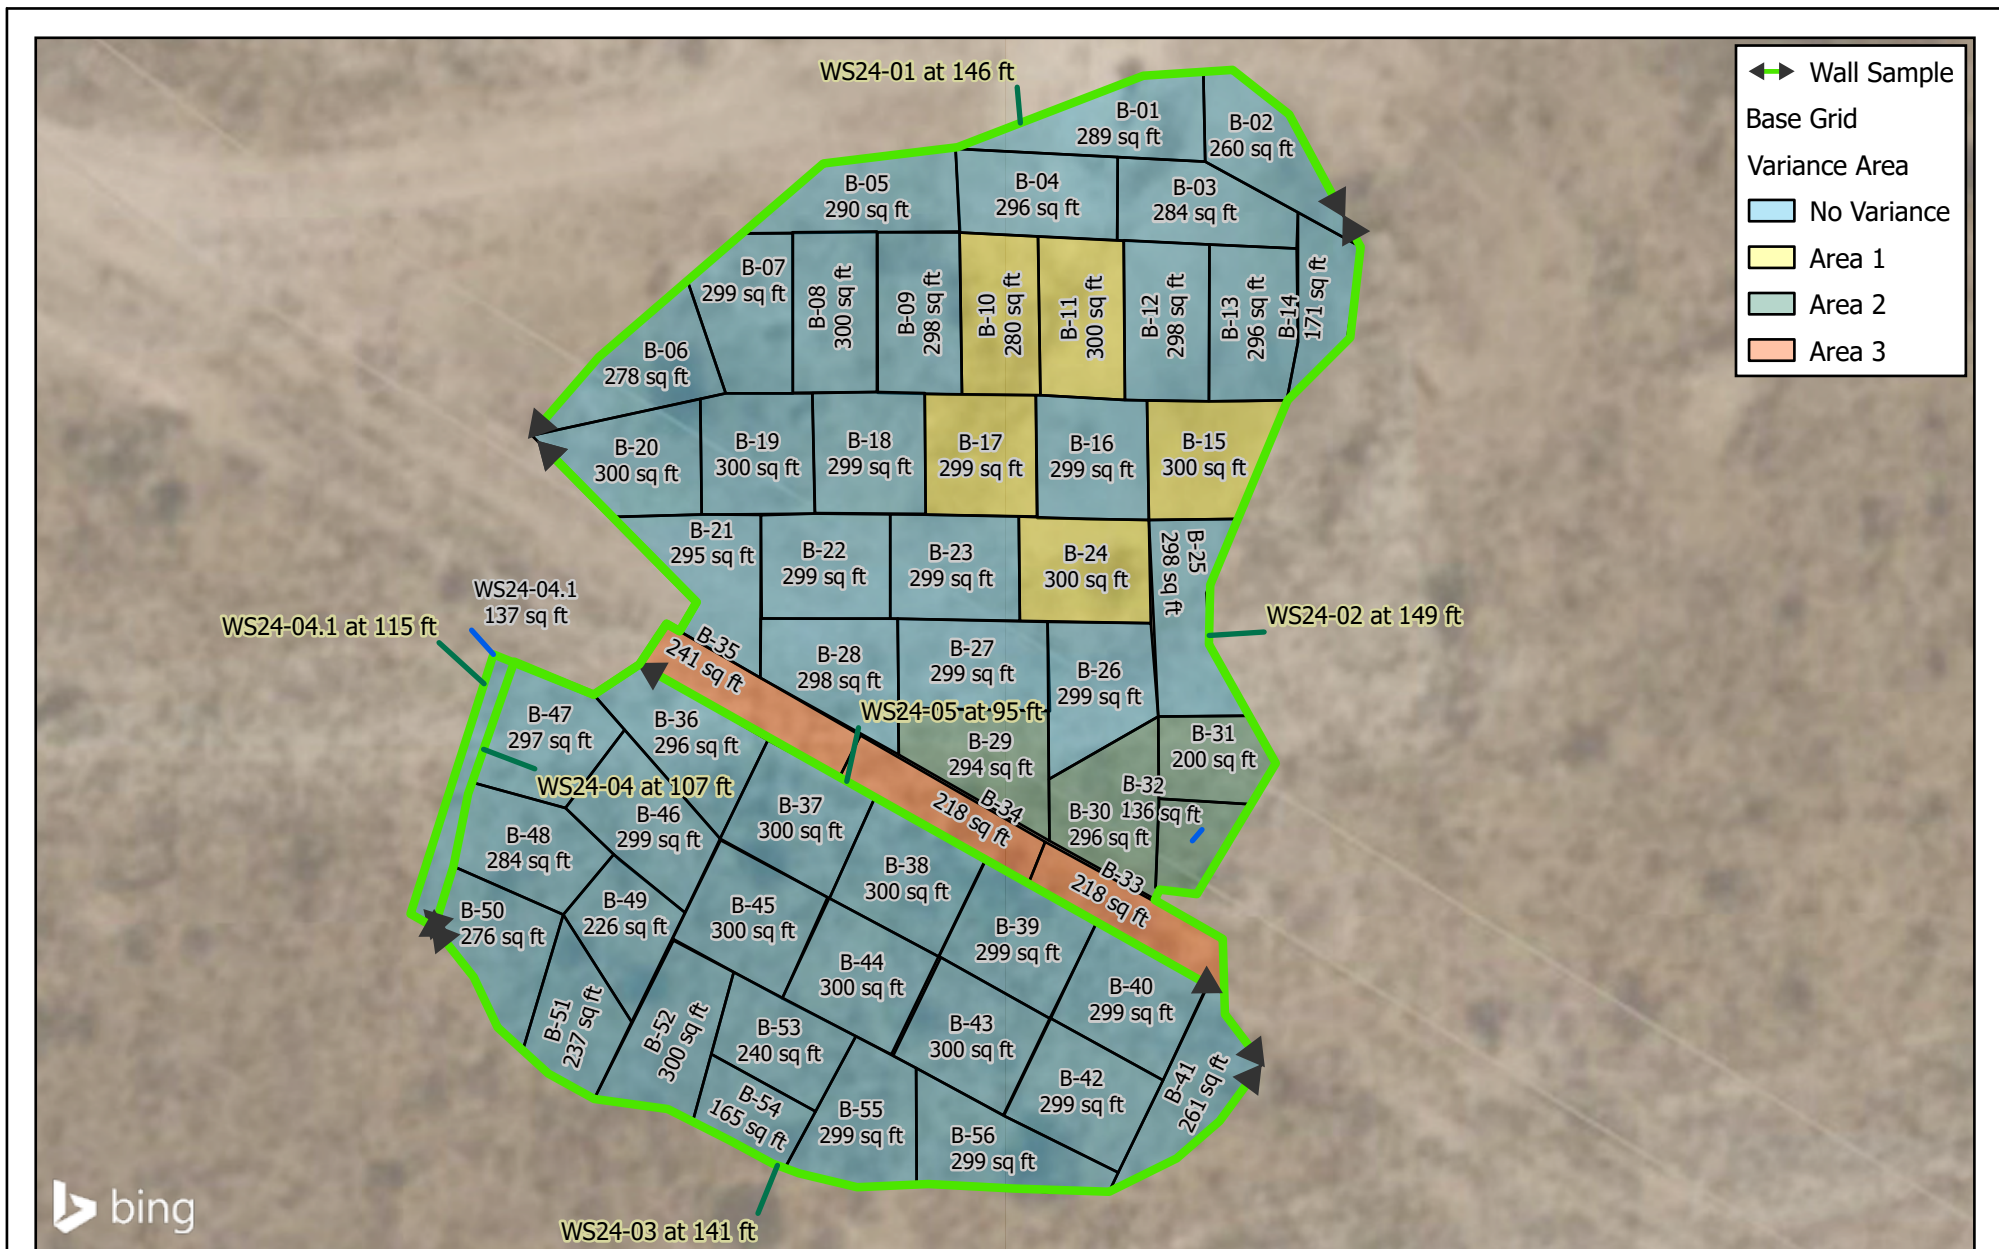 WS24-01 at 146 ft
Wall Sample
Base Grid
Variance Area
No Variance
Area 1
Area 2
Area 3
B-01
289 sq ft
B-02
260 sq ft
B-05
290 sq ft
B-04
296 sq ft
B-03
284 sq ft
B-07
299 sq ft
B-08
300 sq ft
B-09
298 sq ft
B-10
280 sq ft
B-11
300 sq ft
B-12
298 sq ft
B-13
296 sq ft
B-14
171 sq ft
B-06
278 sq ft
B-20
300 sq ft
B-19
300 sq ft
B-18
299 sq ft
B-17
299 sq ft
B-16
299 sq ft
B-15
300 sq ft
B-21
295 sq ft
B-22
299 sq ft
B-23
299 sq ft
B-24
300 sq ft
B-25
298 sq ft
WS24-04.1
137 sq ft
WS24-04.1 at 115 ft
WS24-02 at 149 ft
B-35
241 sq ft
B-28
298 sq ft
B-27
299 sq ft
B-26
299 sq ft
WS24-05 at 95 ft
B-47
297 sq ft
B-36
296 sq ft
B-29
294 sq ft
B-31
200 sq ft
WS24-04 at 107 ft
B-32
136 sq ft
B-30
296 sq ft
B-34
218 sq ft
B-33
218 sq ft
B-48
284 sq ft
B-46
299 sq ft
B-37
300 sq ft
B-38
300 sq ft
B-50
276 sq ft
B-49
226 sq ft
B-45
300 sq ft
B-39
299 sq ft
B-44
300 sq ft
B-40
299 sq ft
B-51
237 sq ft
B-52
300 sq ft
B-53
240 sq ft
B-43
300 sq ft
B-42
299 sq ft
B-41
261 sq ft
B-54
165 sq ft
B-55
299 sq ft
B-56
299 sq ft
WS24-03 at 141 ft
bing